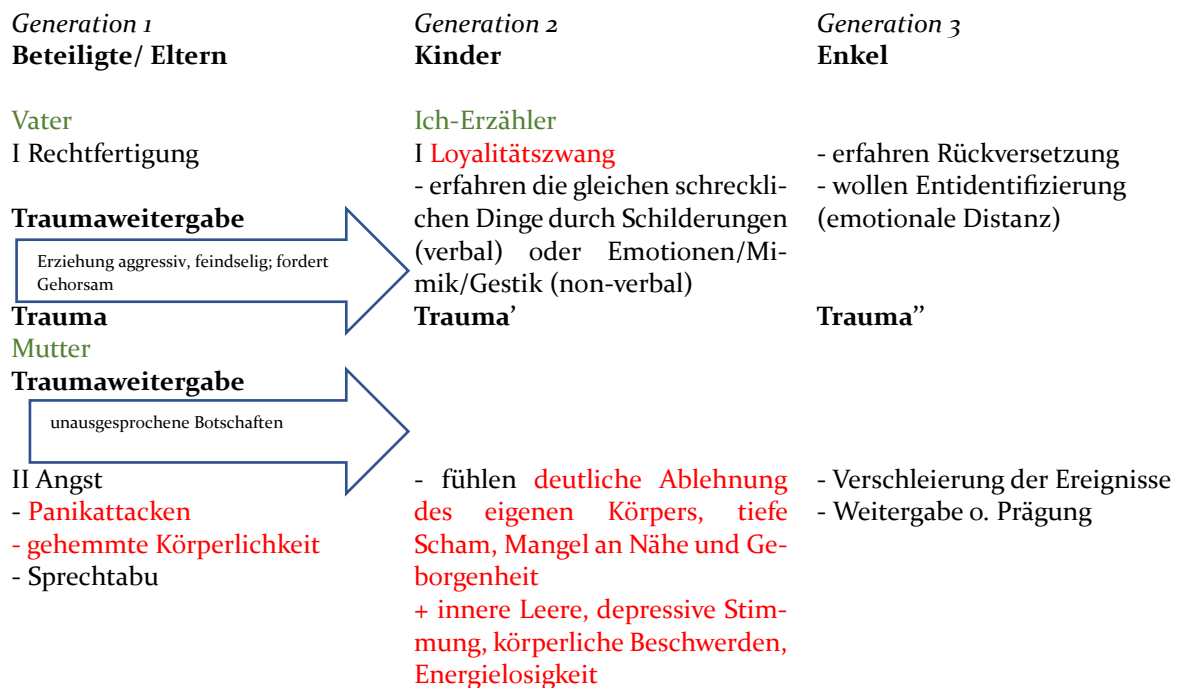 Generation 1
Beteiligte/ Eltern
Generation 2
Kinder
Generation 3
Enkel
Vater
I Rechtfertigung
Ich-Erzähler
I Loyalitätszwang
- erfahren die gleichen schreckli-
chen Dinge durch Schilderungen
(verbal) oder Emotionen/Mi-
mik/Gestik (non-verbal)
- erfahren Rückversetzung
- wollen Entidentifizierung
(emotionale Distanz)
Traumaweitergabe
Erziehung aggressiv, feindselig; fordert
Gehorsam
Trauma
Trauma’
Trauma’’
Mutter
Traumaweitergabe
unausgesprochene Botschaften
II Angst
- Panikattacken
- gehemmte Körperlichkeit
- Sprechtabu
- fühlen deutliche Ablehnung
des eigenen Körpers, tiefe
Scham, Mangel an Nähe und Ge-
borgenheit
+ innere Leere, depressive Stim-
mung, körperliche Beschwerden,
Energielosigkeit
- Verschleierung der Ereignisse
- Weitergabe o. Prägung